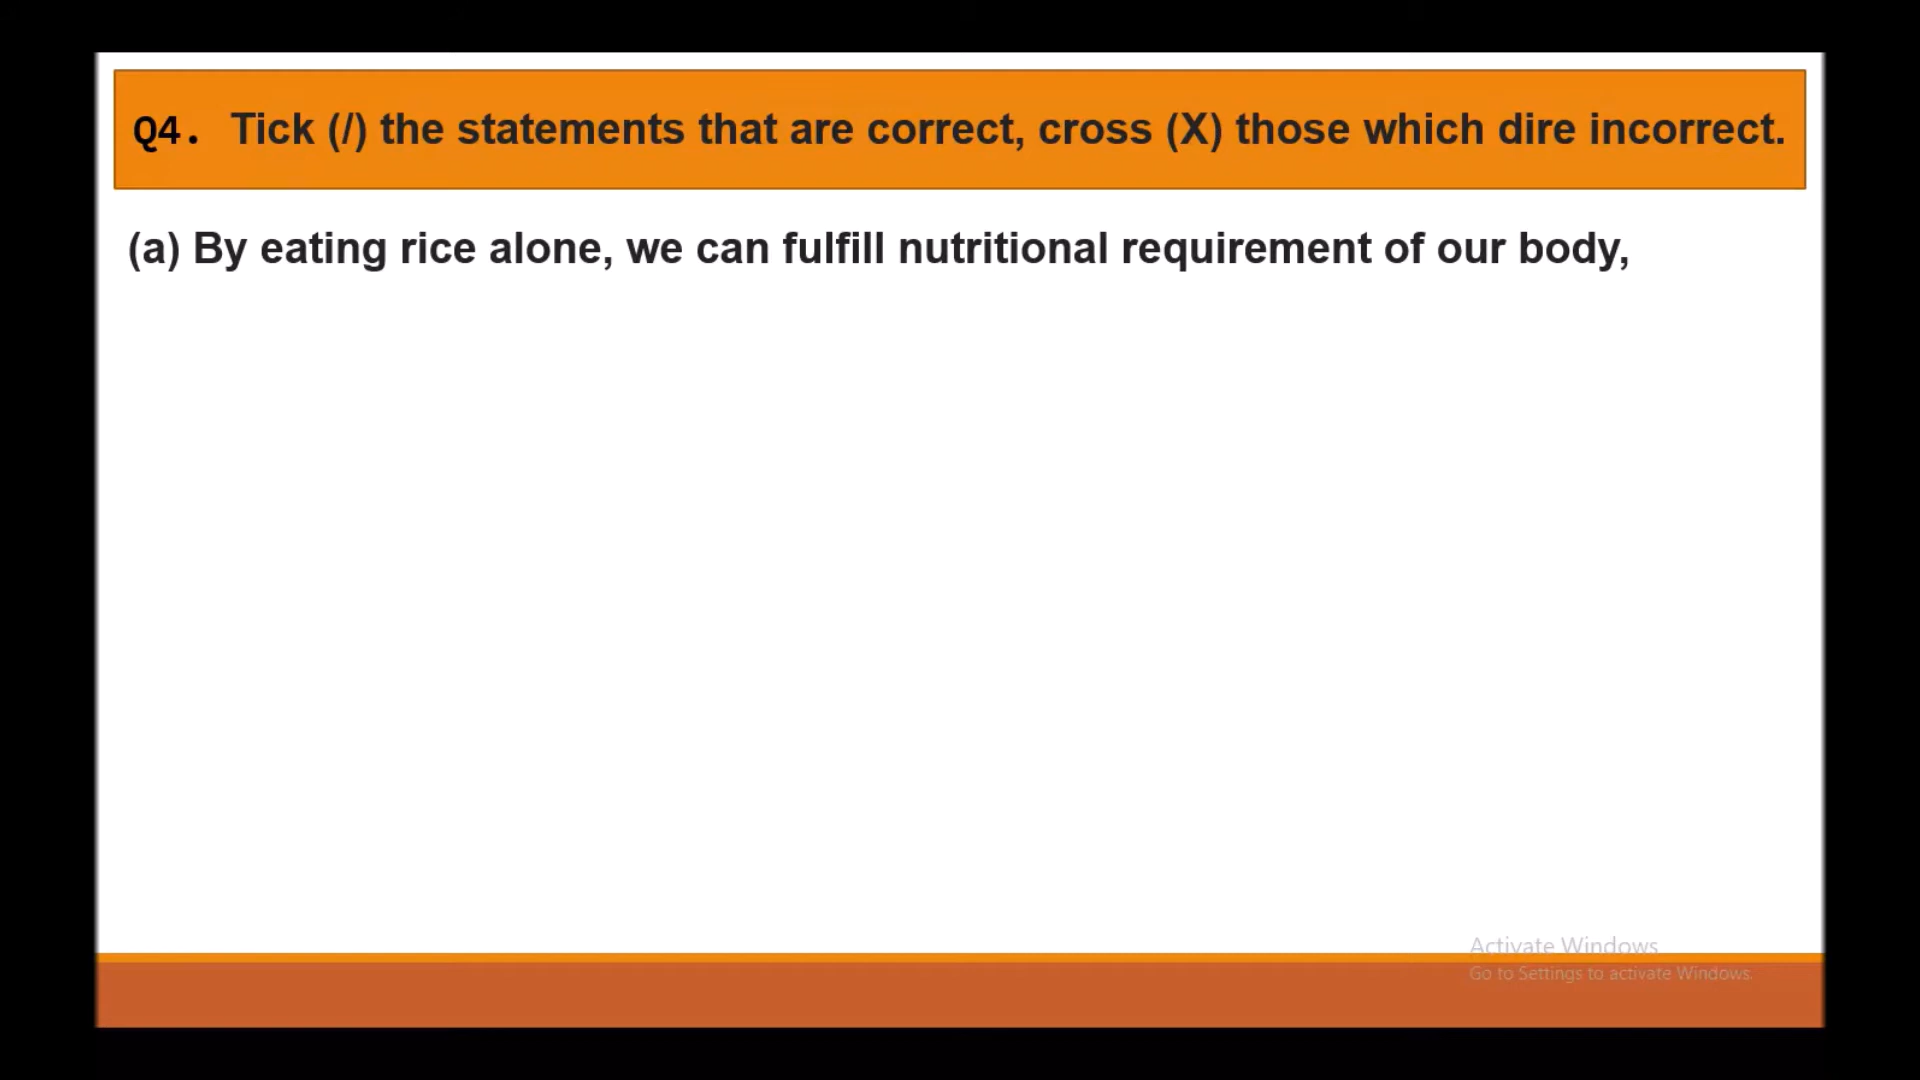 Q4. Tick (/) the statements that are correct, cross (X) those which dire incorrect.
(a) By eating rice alone, we can fulfill nutritional requirement of our body,
Activate Windows
Go to Settings to activate Windows.